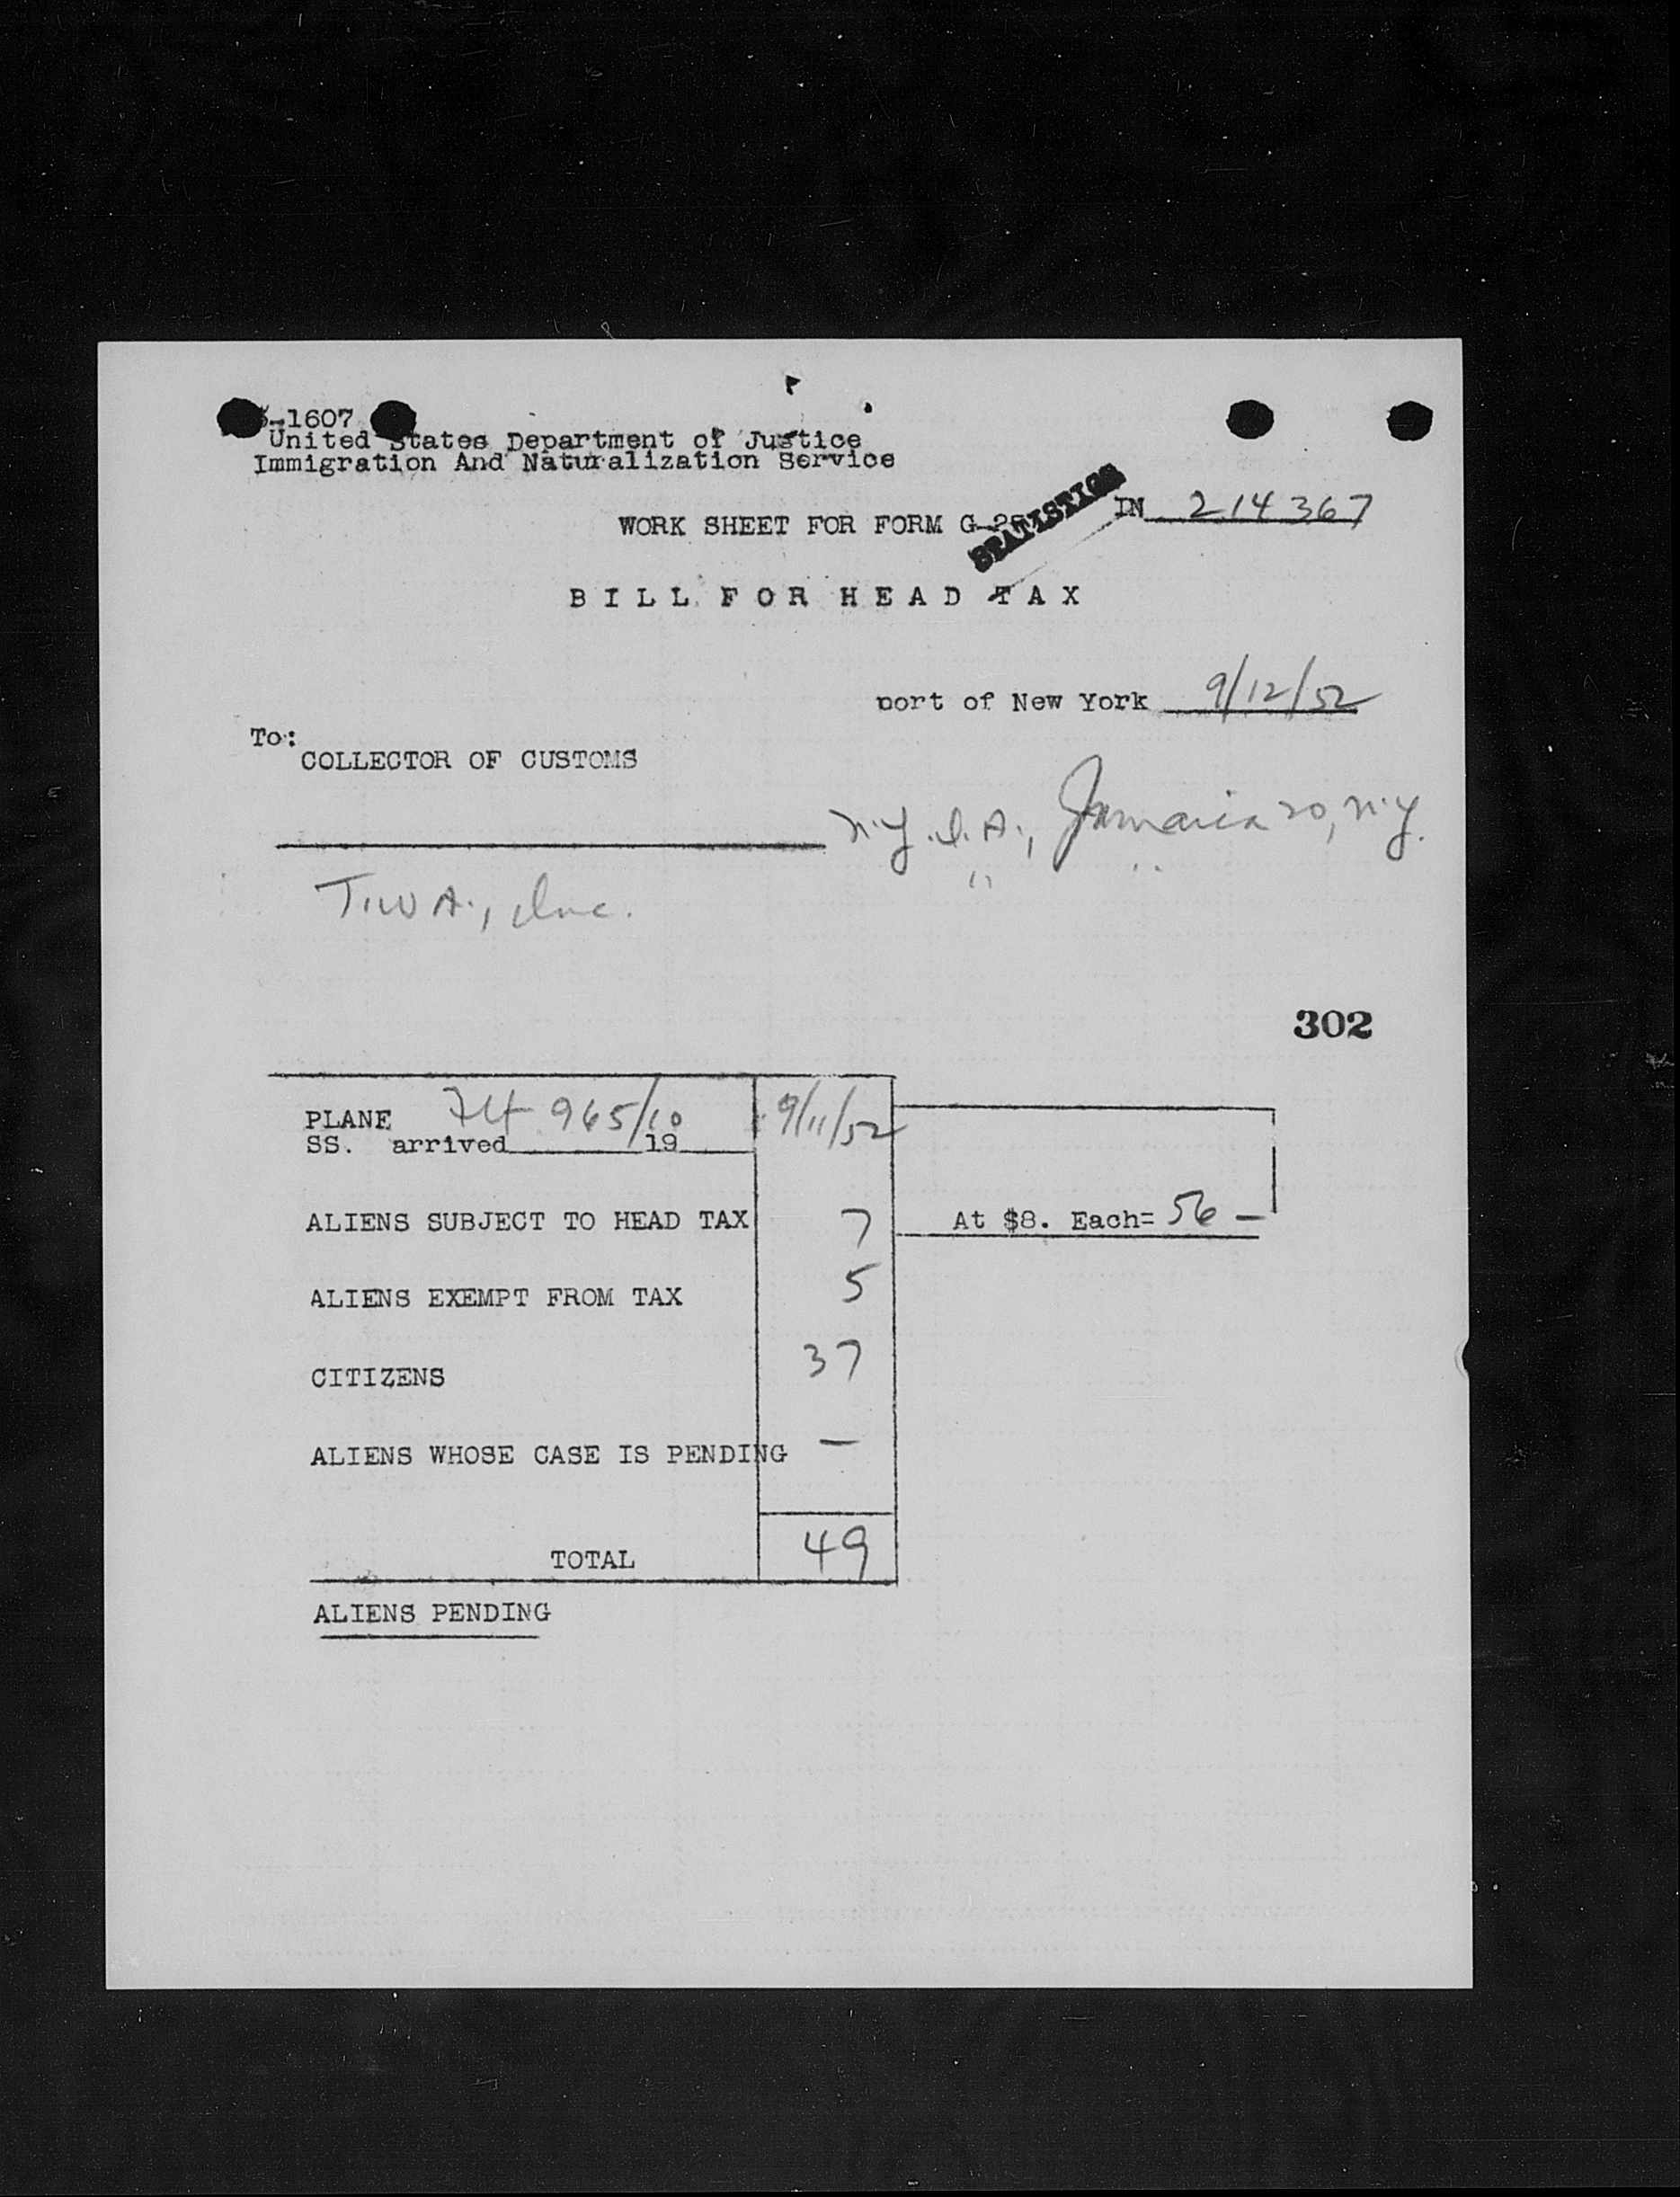 -1607
United States Department of Justice
Immigration And Naturalization Service
STATISTICS
WORK SHEET FOR FORM G-28 IN 214367
BILL FOR HEAD TAX
port of New York 9/12/52
To:
COLLECTOR OF CUSTOMS
N.Y.I.A., Jamaica 20, N.Y.
" "
T.W.A., Inc.
302
PLANE 965/10 9/11/52
SS. arrived 19
ALIENS SUBJECT TO HEAD TAX 7 At $8. Each= 56 —
ALIENS EXEMPT FROM TAX 5
CITIZENS 37
ALIENS WHOSE CASE IS PENDING —
TOTAL 49
ALIENS PENDING